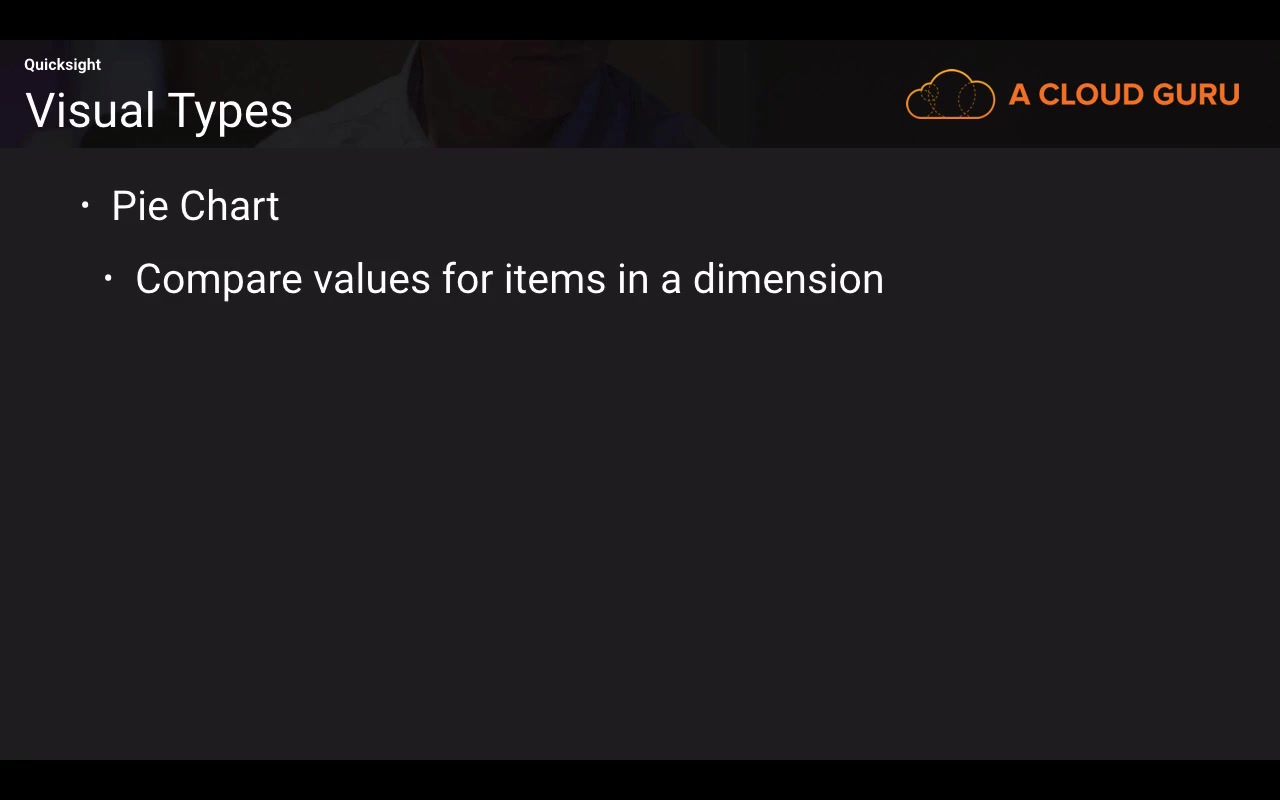 Quicksight
Visual Types
A CLOUD GURU
• Pie Chart
• Compare values for items in a dimension